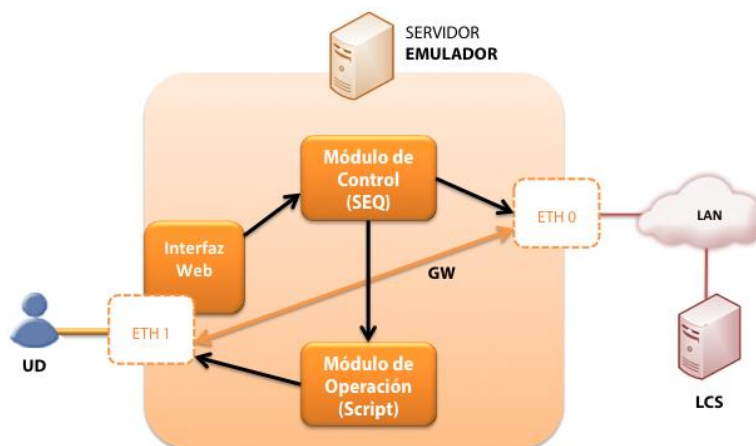 SERVIDOR
EMULADOR
Módulo de
Control
(SEQ)
ETH 0
LAN
Interfaz
Web
GW
ETH 1
UD
Módulo de
Operación
(Script)
LCS